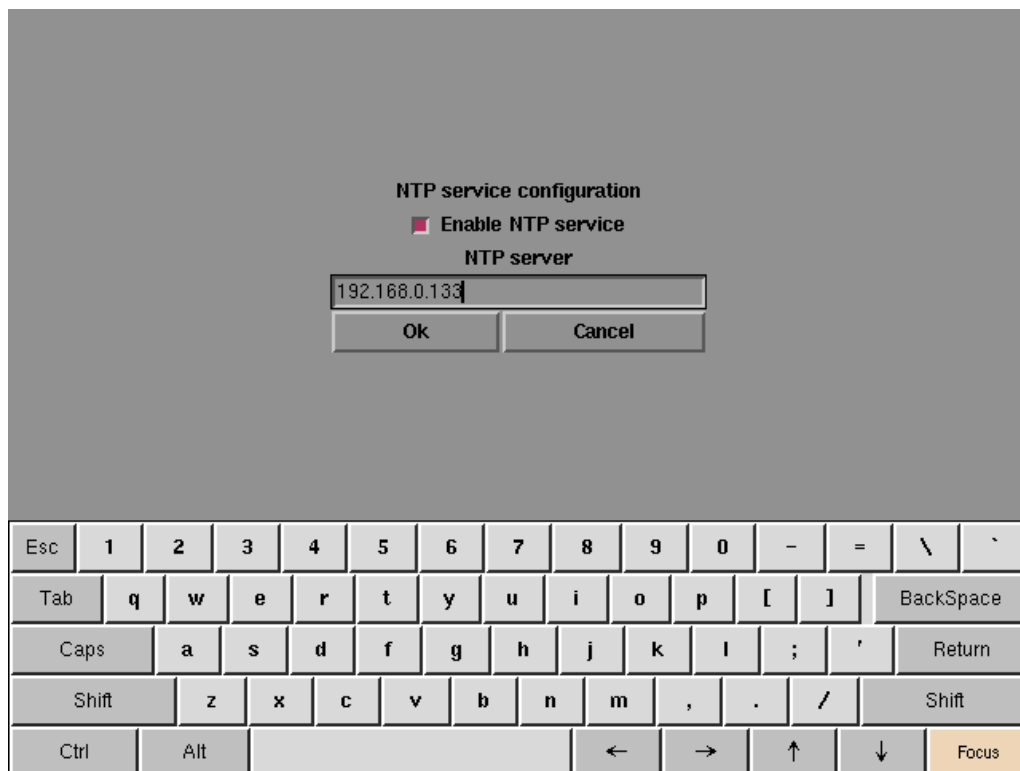 NTP service configuration
Enable NTP service
NTP server
192.168.0.133
Ok Cancel
Esc 1 2 3 4 5 6 7 8 9 0 - = \ `
Tab q w e r t y u i o p [ ] BackSpace
Caps a s d f g h j k l ; ' Return
Shift z x c v b n m , . / Shift
Ctrl Alt ← → ↑ ↓ Focus